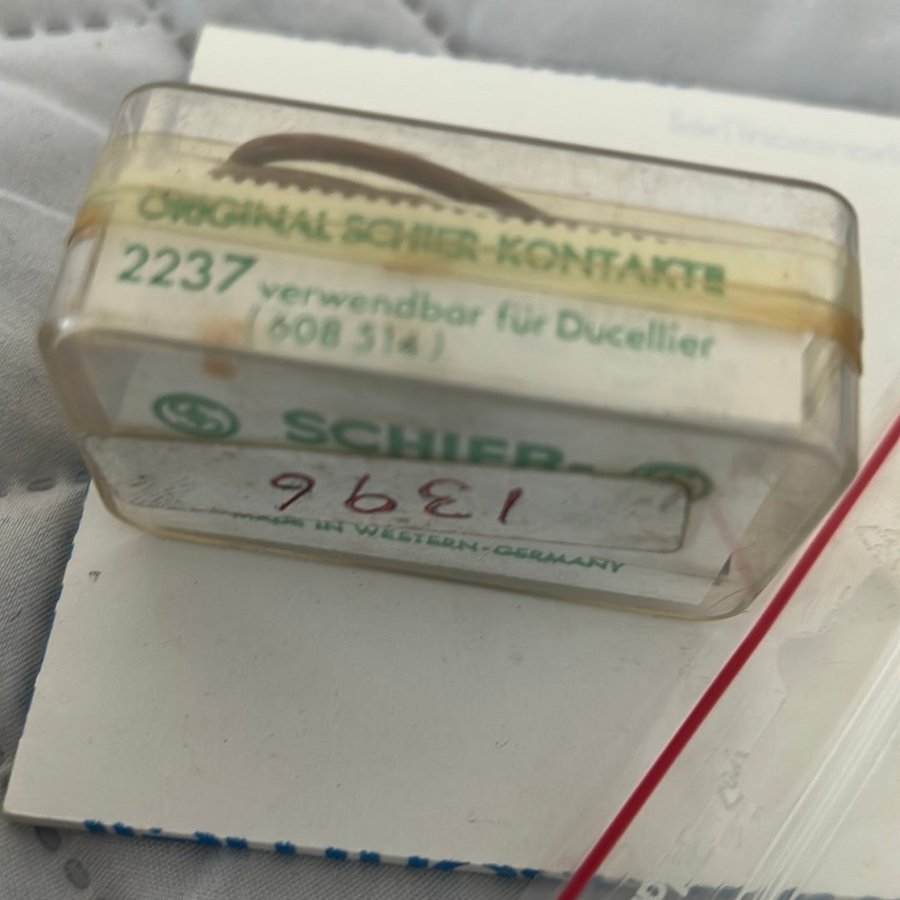 ORIGINAL SCHIER-KONTAKTE
2237 verwendbar für Ducellier
(608 514)
SCHIER-
1396
MADE IN WESTERN-GERMANY